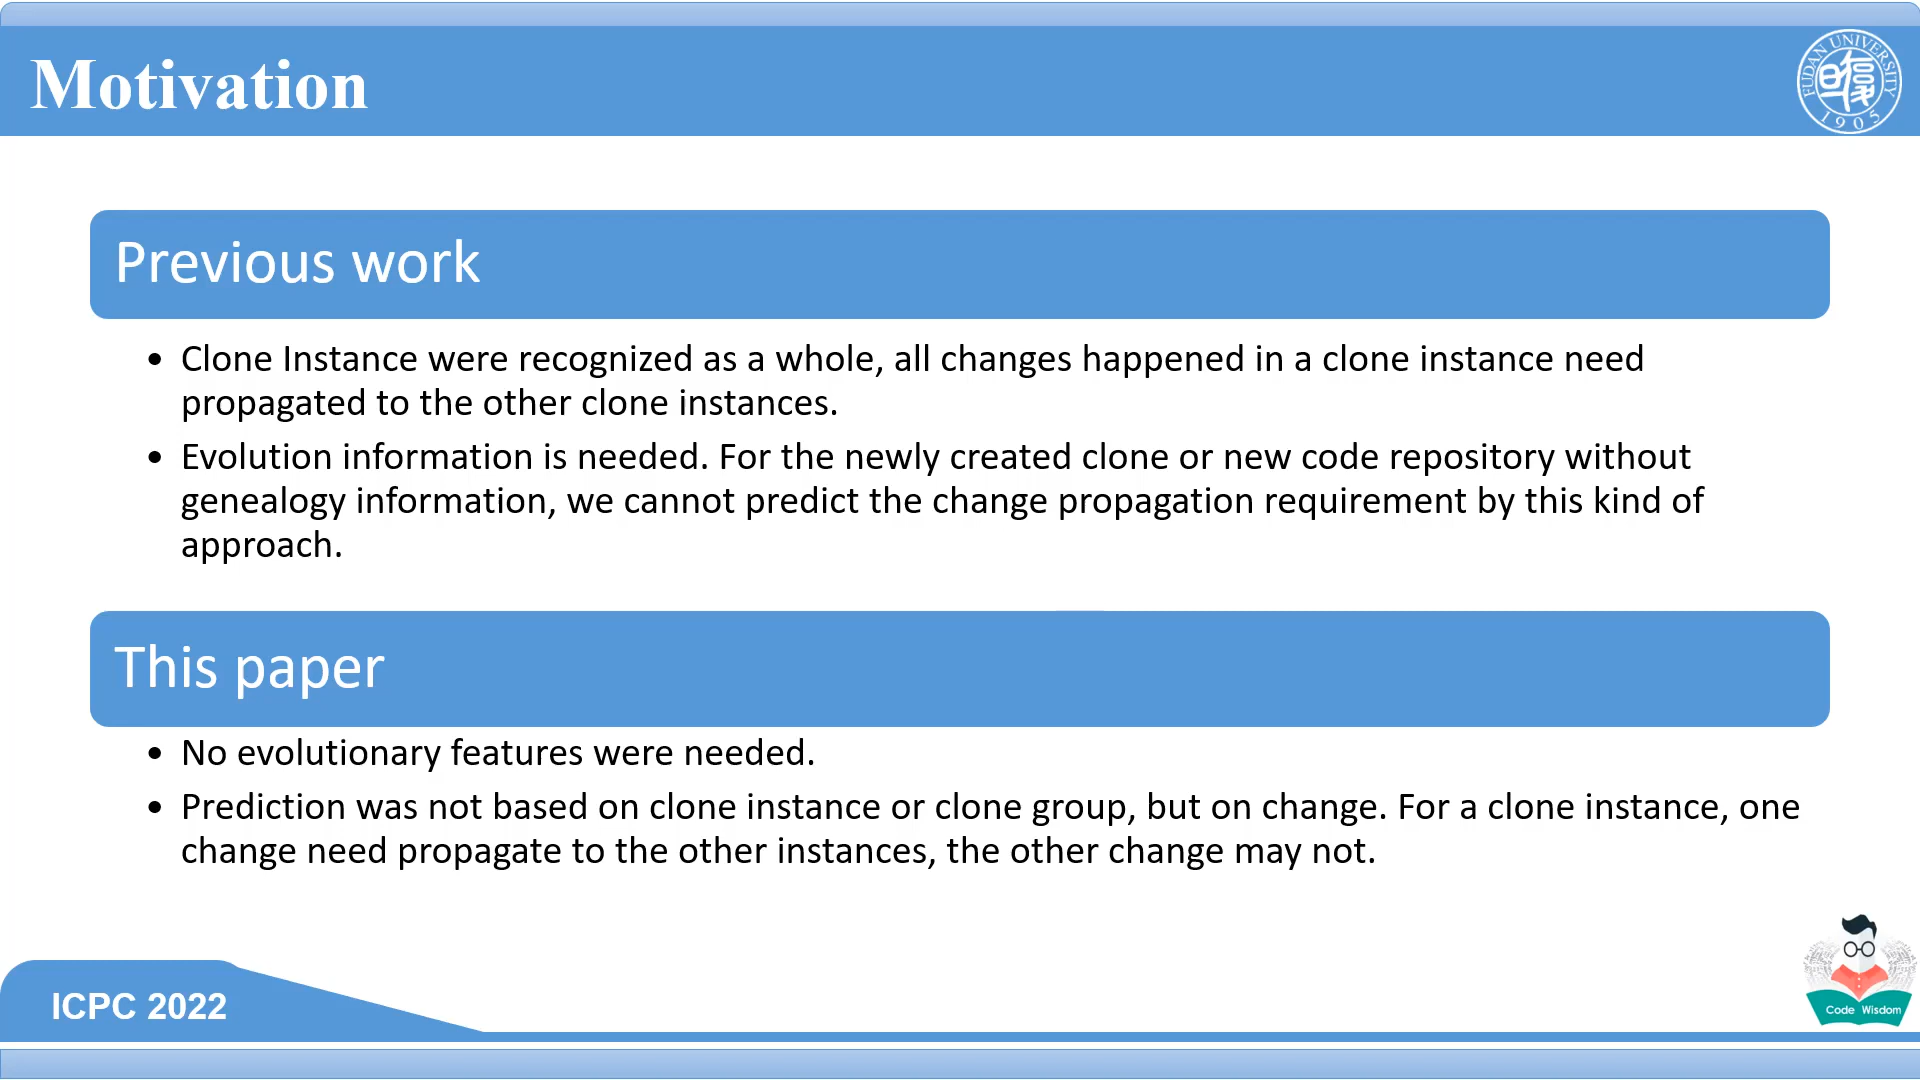 Motivation
FUDAN UNIVERSITY
1905
Previous work
• Clone Instance were recognized as a whole, all changes happened in a clone instance need
propagated to the other clone instances.
• Evolution information is needed. For the newly created clone or new code repository without
genealogy information, we cannot predict the change propagation requirement by this kind of
approach.
This paper
• No evolutionary features were needed.
• Prediction was not based on clone instance or clone group, but on change. For a clone instance, one
change need propagate to the other instances, the other change may not.
ICPC 2022
Code Wisdom